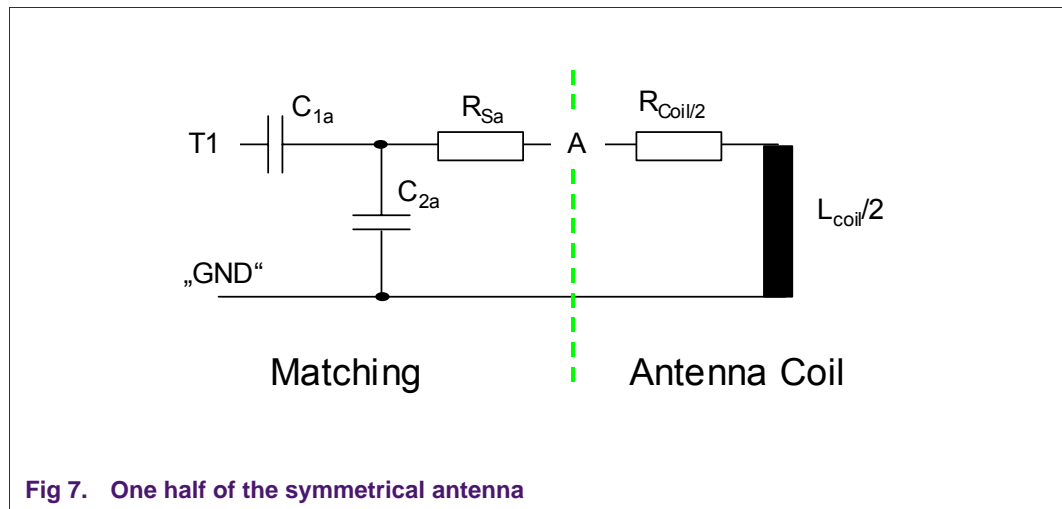 C1a
RSa
RCoil/2
T1
A
C2a
Lcoil/2
„GND“
Matching
Antenna Coil
Fig 7. One half of the symmetrical antenna